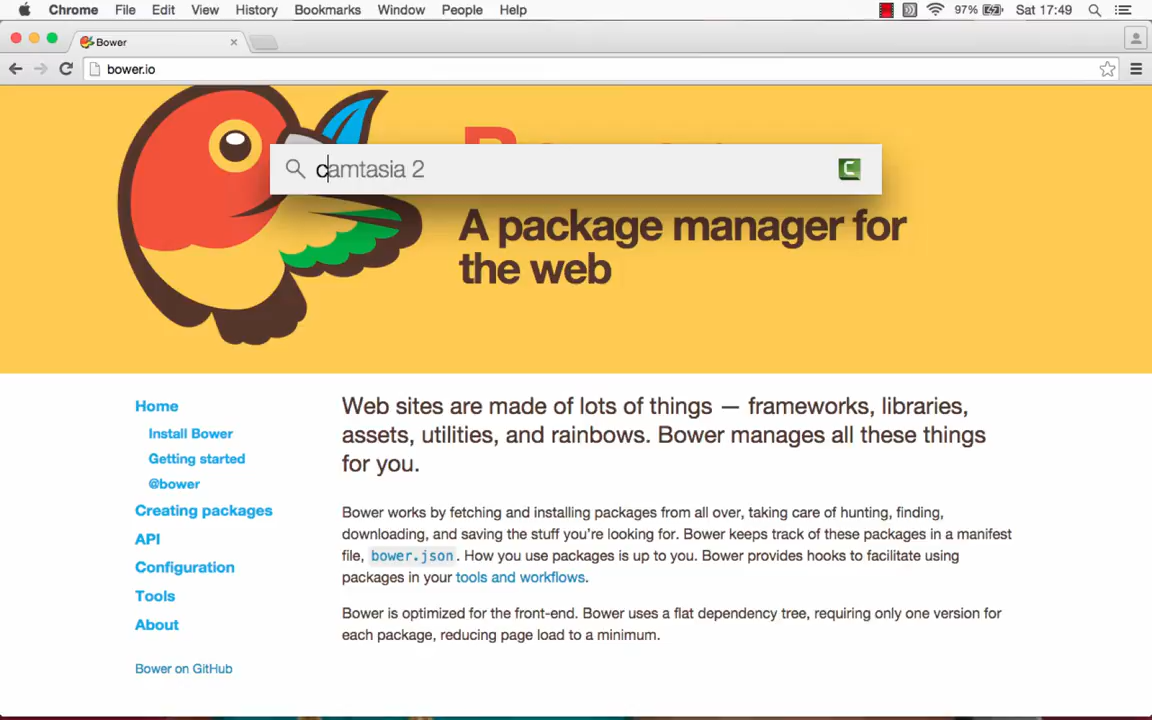 Chrome File Edit View History Bookmarks Window People Help 97% Sat 17:49
Bower
bower.io
camtasia 2
A package manager for
the web
Home
Install Bower
Getting started
@bower
Creating packages
API
Configuration
Tools
About
Bower on GitHub
Web sites are made of lots of things — frameworks, libraries,
assets, utilities, and rainbows. Bower manages all these things
for you.
Bower works by fetching and installing packages from all over, taking care of hunting, finding,
downloading, and saving the stuff you’re looking for. Bower keeps track of these packages in a manifest
file, bower.json. How you use packages is up to you. Bower provides hooks to facilitate using
packages in your tools and workflows.
Bower is optimized for the front-end. Bower uses a flat dependency tree, requiring only one version for
each package, reducing page load to a minimum.